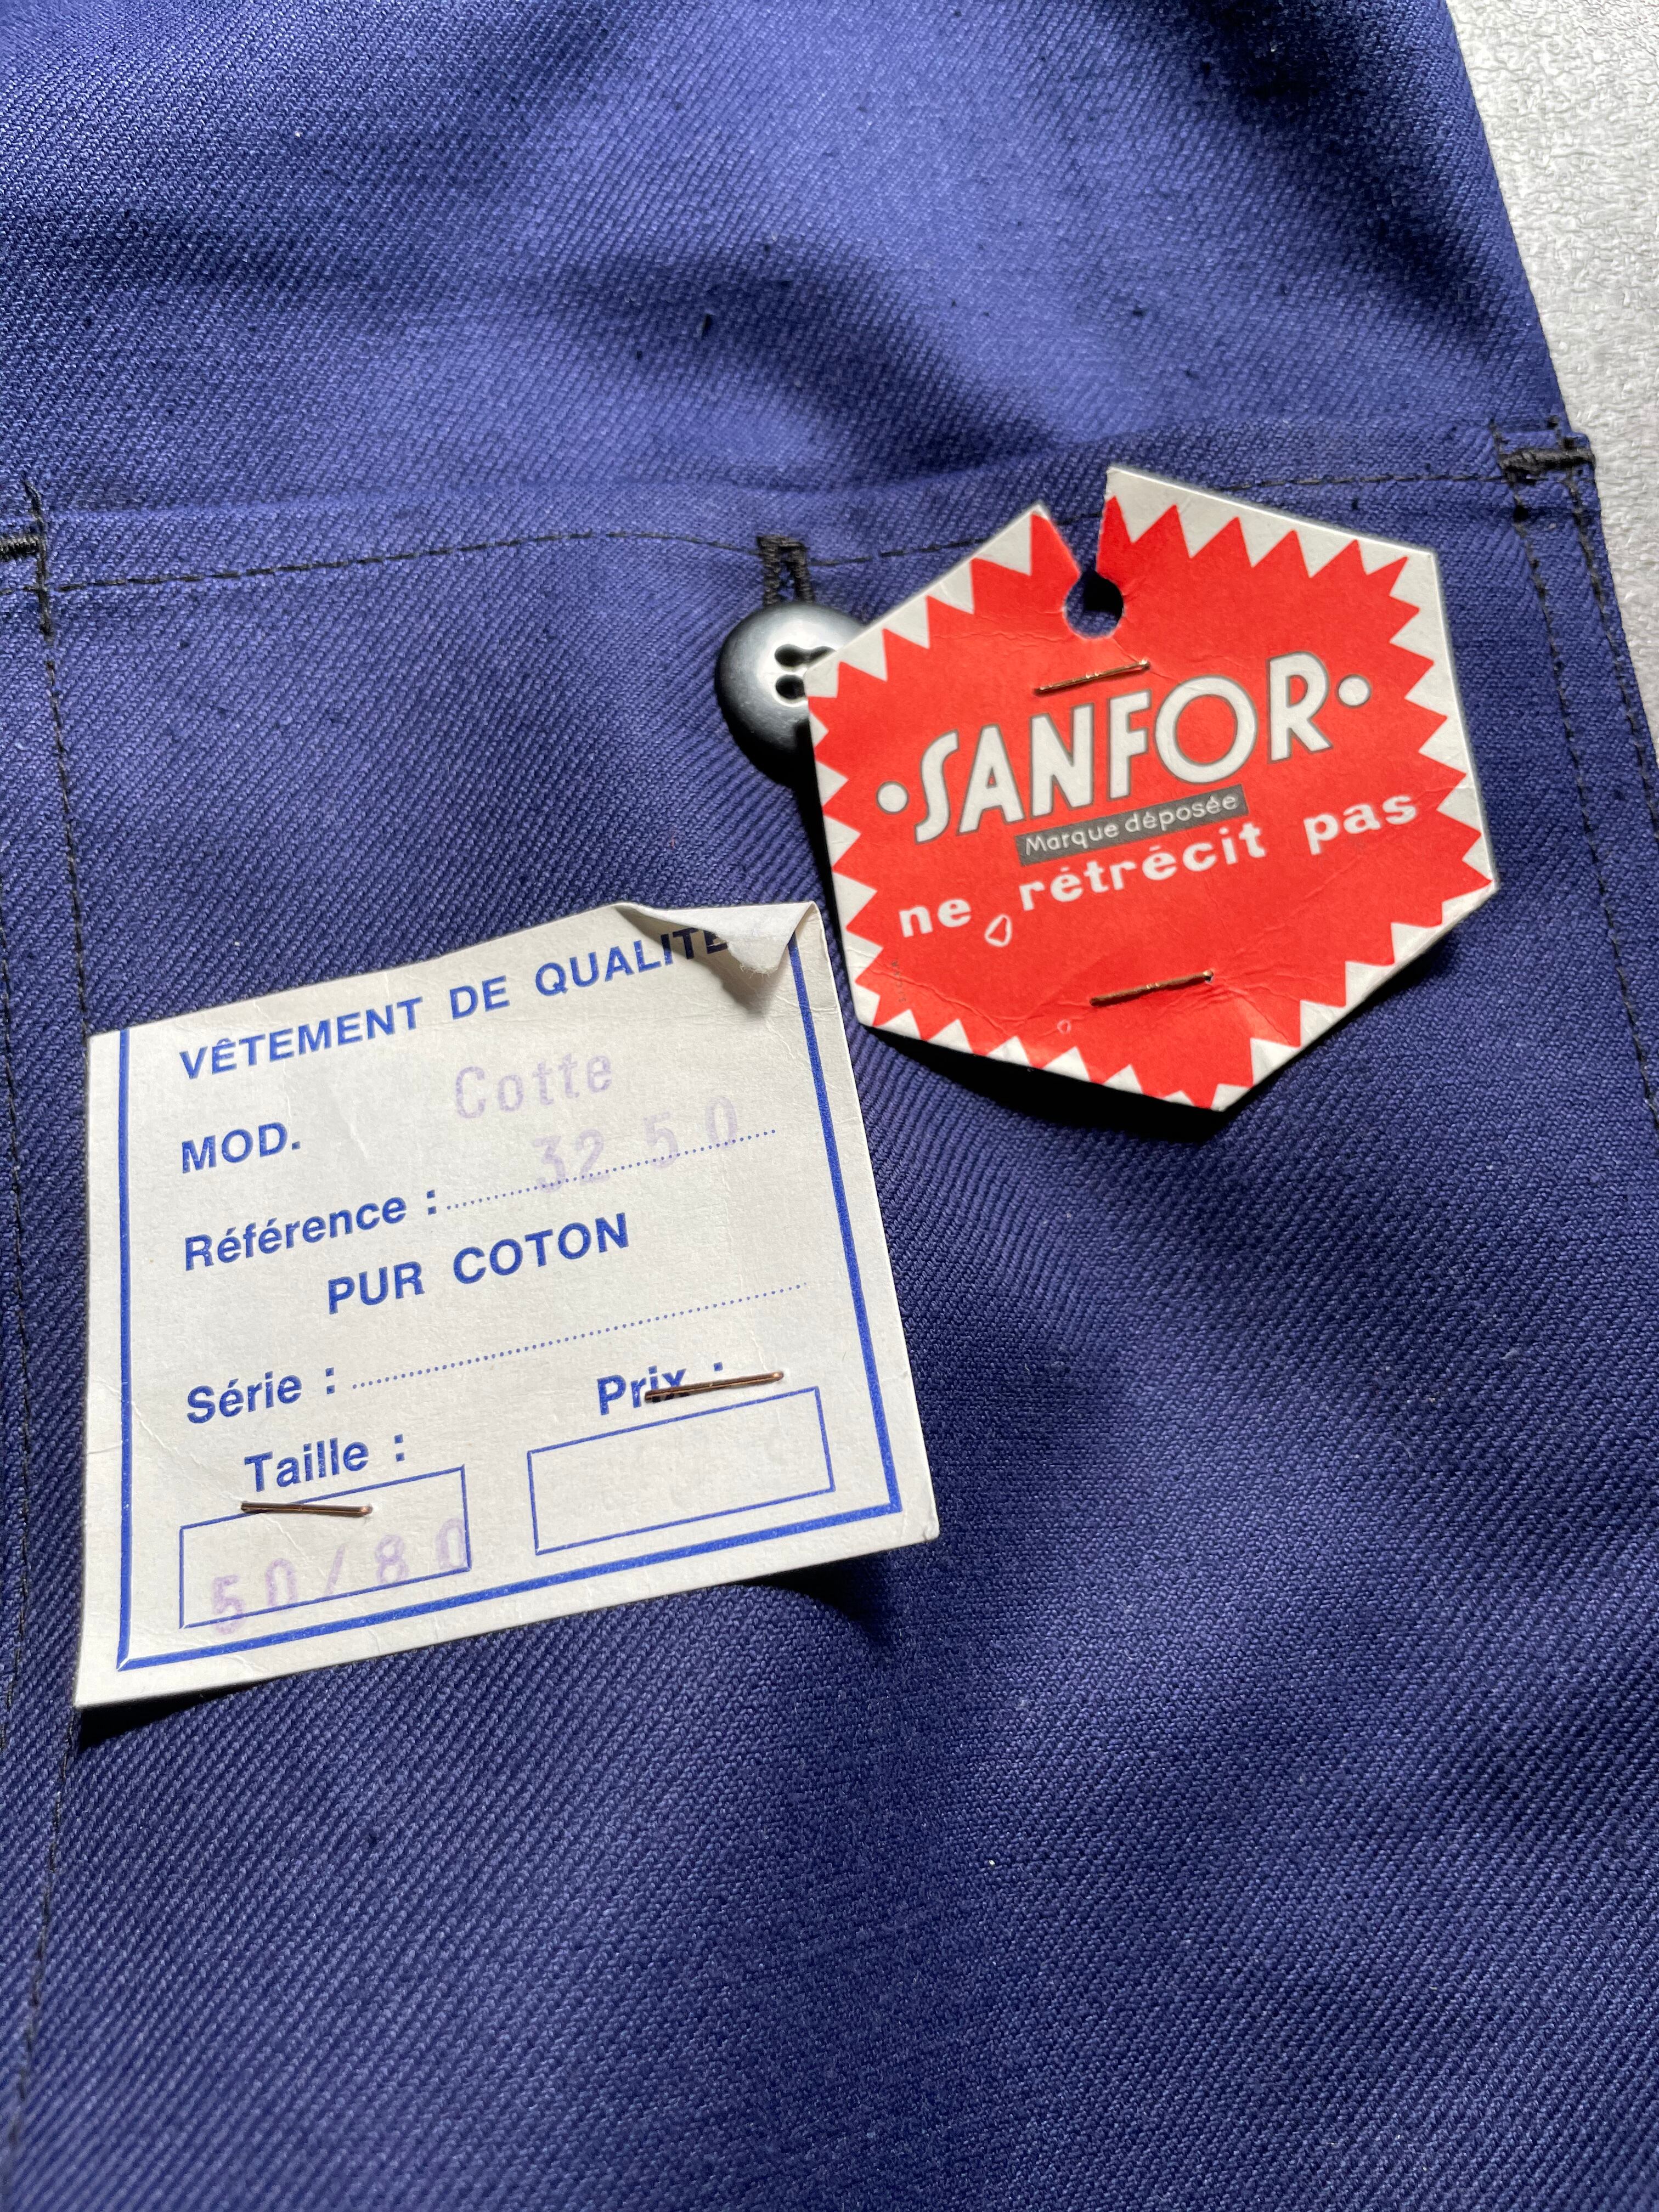 •SANFOR•
Marque déposée
ne rétrécit pas
VÊTEMENT DE QUALITE
Cotte
MOD.
32 50
Référence :
PUR COTON
Série :
Prix :
Taille :
50/80